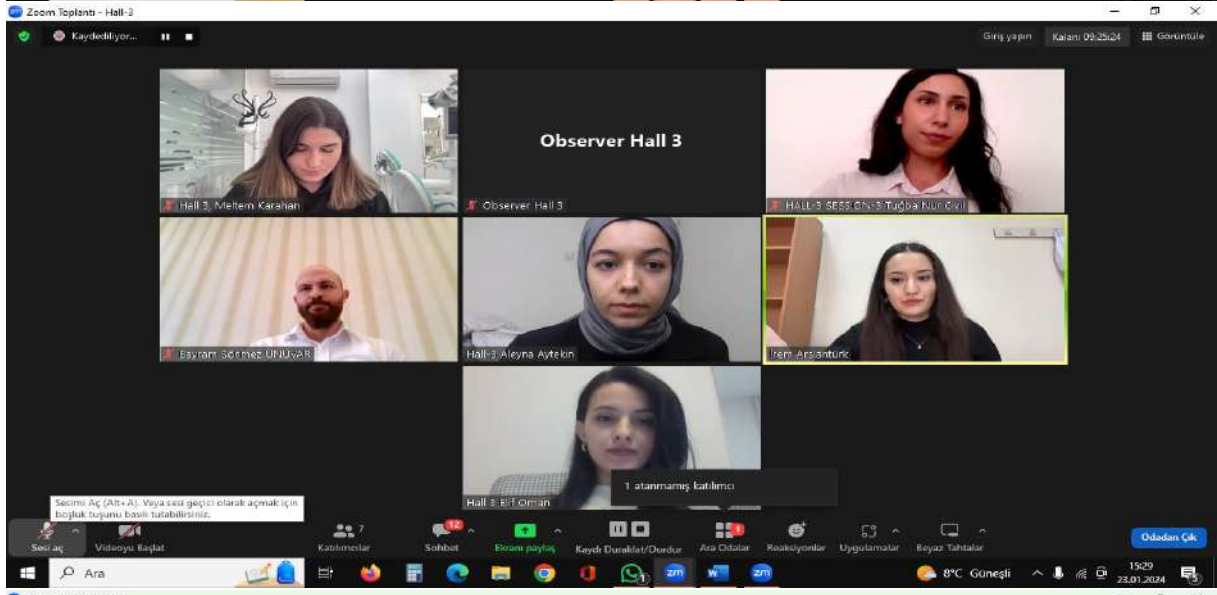 Zoom Toplantı - Hall-3
Kaydediliyor...
Giriş yapın
Kalan: 09:25:24
Görüntüle
Hall 3, Meltem Karahan
Observer Hall 3
Observer Hall 3
HALL-3 SESSION-3 Tuğba Nur Civil
Bayram Sönmez ÜNÜVAR
Hall-3 Aleyna Aytekin
İrem Arslantürk
Hall 3 Elif Oman
1 atanmamış katılımcı
Sesimi Aç (Alt+A). Veya sesi geçici olarak açmak için
boşluk tuşunu basılı tutabilirsiniz.
Sesi aç
Videoyu Başlat
7
Katılımcılar
12
Sohbet
Ekranı paylaş
Kaydı Duraklat/Durdur
1
Ara Odalar
Reaksiyonlar
Uygulamalar
Beyaz Tahtalar
Odadan Çık
Ara
zm
zm
8°C Güneşli
15:29
23.01.2024